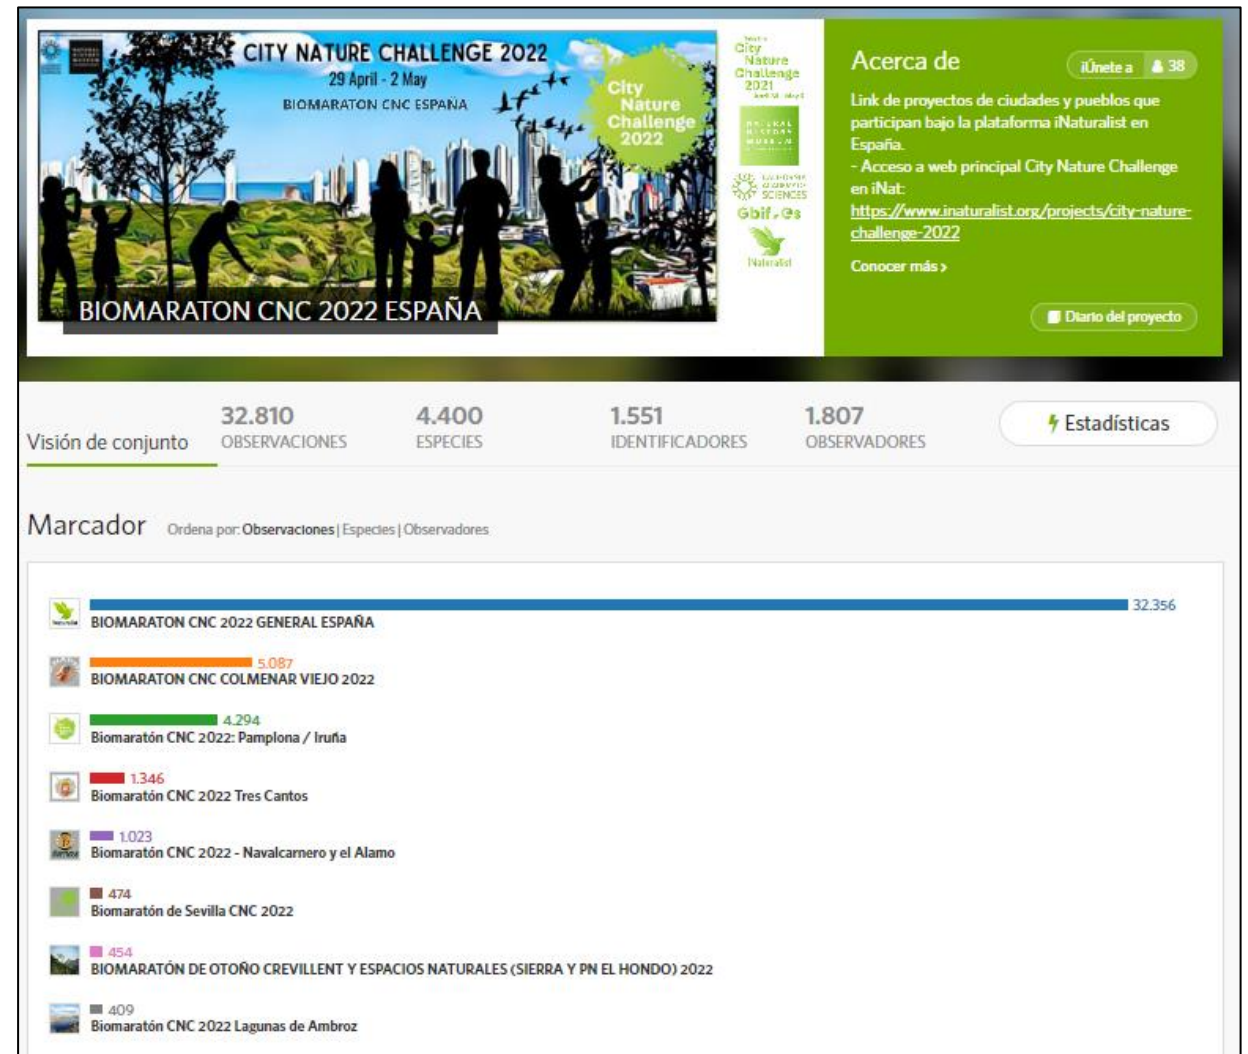 CITY NATURE CHALLENGE 2022
29 April - 2 May
BIOMARATON CNC ESPAÑA
City
Nature
Challenge
2022
BIOMARATON CNC 2022 ESPAÑA
City
Nature
Challenge
2021
NATURAL
HISTORY
MUSEUM
SCIENCES
Gbif.es
iNaturalist
Acerca de
¡Únete a 38
Link de proyectos de ciudades y pueblos que
participan bajo la plataforma iNaturalist en
España.
- Acceso a web principal City Nature Challenge
en iNat:
https://www.inaturalist.org/projects/city-nature-
challenge-2022
Conocer más >
Diario del proyecto
Visión de conjunto
32.810
OBSERVACIONES
4.400
ESPECIES
1.551
IDENTIFICADORES
1.807
OBSERVADORES
Estadísticas
Marcador Ordena por: Observaciones | Especies | Observadores
32.356
BIOMARATON CNC 2022 GENERAL ESPAÑA
5.087
BIOMARATON CNC COLMENAR VIEJO 2022
4.294
Biomaratón CNC 2022: Pamplona / Iruña
1.346
Biomaratón CNC 2022 Tres Cantos
1.023
Biomaratón CNC 2022 - Navalcarnero y el Alamo
474
Biomaratón de Sevilla CNC 2022
454
BIOMARATÓN DE OTOÑO CREVILLENT Y ESPACIOS NATURALES (SIERRA Y PN EL HONDO) 2022
409
Biomaratón CNC 2022 Lagunas de Ambroz